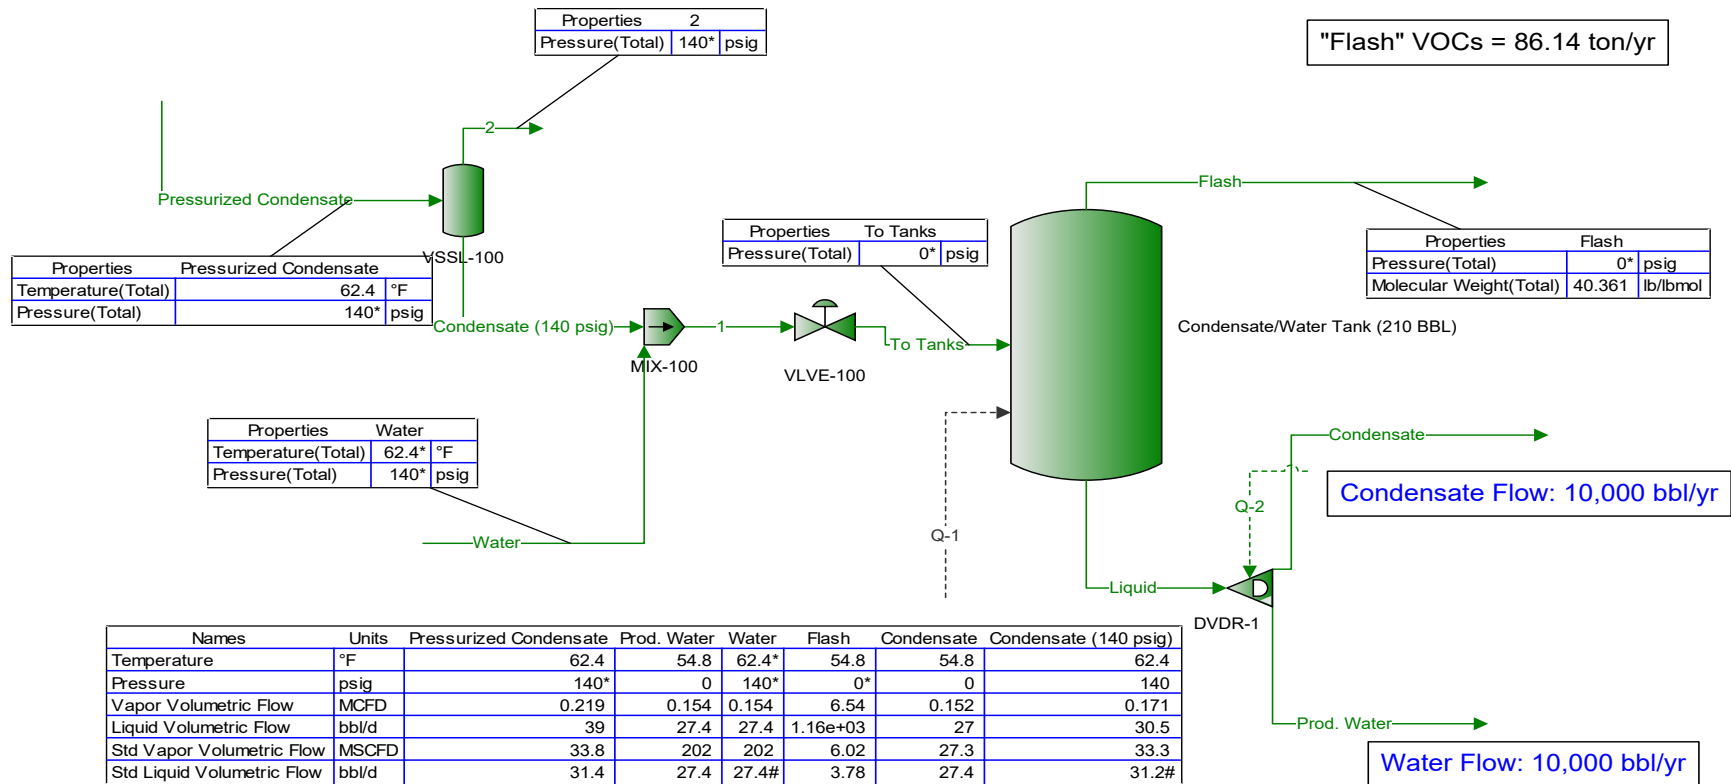 Properties 2
Pressure(Total) 140* psig
"Flash" VOCs = 86.14 ton/yr
2
Pressurized Condensate
VSSL-100
Flash
Properties To Tanks
Pressure(Total) 0* psig
Properties Flash
Pressure(Total) 0* psig
Molecular Weight(Total) 40.361 lb/lbmol
Properties Pressurized Condensate
Temperature(Total) 62.4 °F
Pressure(Total) 140* psig
Condensate (140 psig)
1
To Tanks
Condensate/Water Tank (210 BBL)
MIX-100
VLVE-100
Properties Water
Temperature(Total) 62.4* °F
Pressure(Total) 140* psig
Condensate
Condensate Flow: 10,000 bbl/yr
Q-2
Water
Q-1
Liquid
DVDR-1
Names Units Pressurized Condensate Prod. Water Water Flash Condensate Condensate (140 psig)
Temperature °F 62.4 54.8 62.4* 54.8 54.8 62.4
Pressure psig 140* 0 140* 0* 0 140
Vapor Volumetric Flow MCFD 0.219 0.154 0.154 6.54 0.152 0.171
Liquid Volumetric Flow bbl/d 39 27.4 27.4 1.16e+03 27 30.5
Std Vapor Volumetric Flow MSCFD 33.8 202 202 6.02 27.3 33.3
Std Liquid Volumetric Flow bbl/d 31.4 27.4 27.4# 3.78 27.4 31.2#
Prod. Water
Water Flow: 10,000 bbl/yr